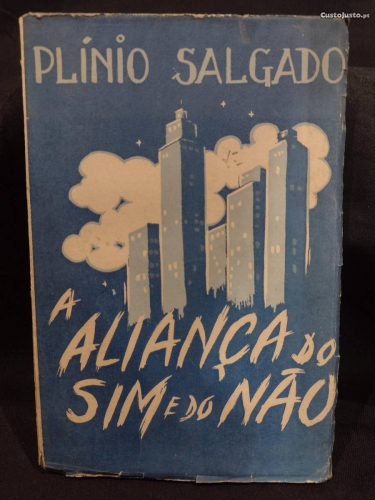 CustoJusto.pt
PLÍNIO SALGADO
A
ALIANÇA DO
SIM E DO NÃO